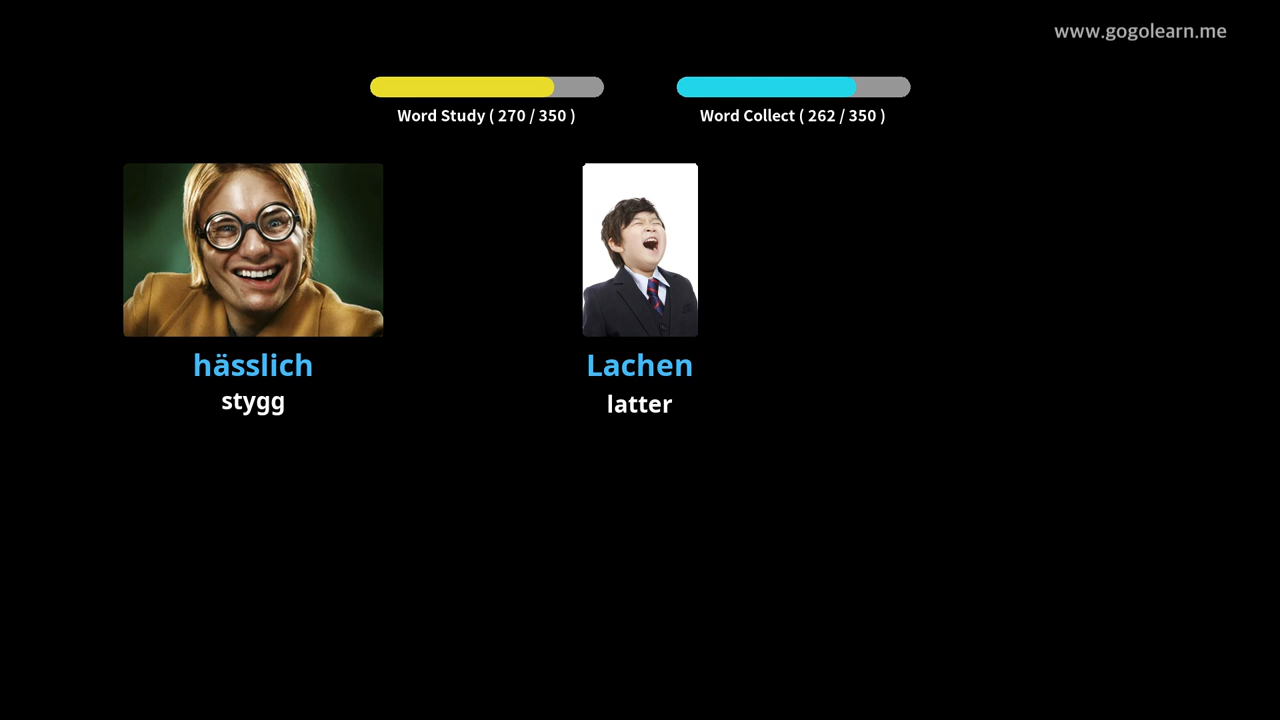 www.gogolearn.me
Word Study ( 270 / 350 )
Word Collect ( 262 / 350 )
hässlich
stygg
Lachen
latter